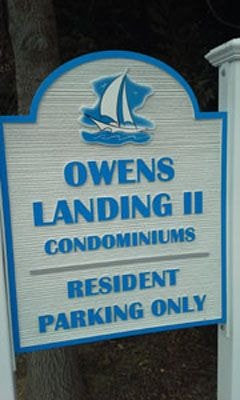 OWENS
LANDING II
CONDOMINIUMS
RESIDENT
PARKING ONLY